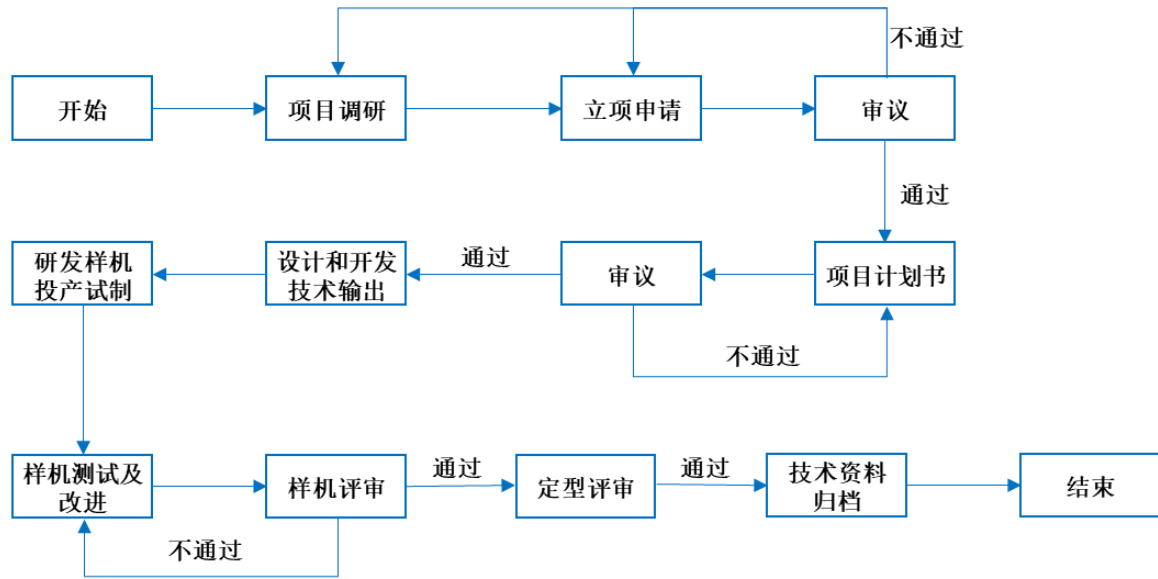 不通过
开始
项目调研
立项申请
审议
通过
研发样机
投产试制
设计和开发
技术输出
通过
审议
项目计划书
不通过
样机测试及
改进
样机评审
通过
定型评审
通过
技术资料
归档
结束
不通过